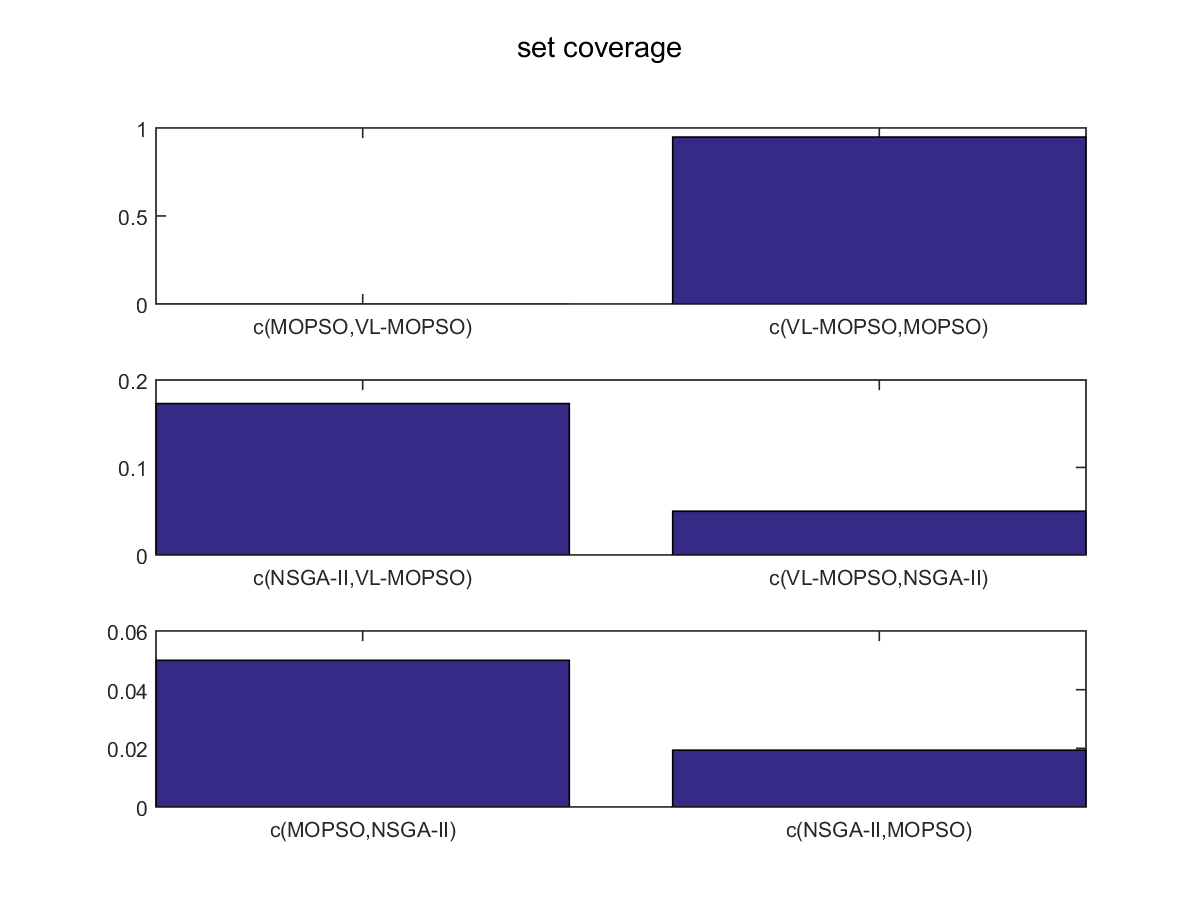 set coverage
1
0.5
0
c(MOPSO,VL-MOPSO) c(VL-MOPSO,MOPSO)
0.2
0.1
0
c(NSGA-II,VL-MOPSO) c(VL-MOPSO,NSGA-II)
0.06
0.04
0.02
0
c(MOPSO,NSGA-II) c(NSGA-II,MOPSO)